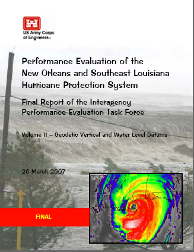 US Army Corps
of Engineers®
Performance Evaluation of the
New Orleans and Southeast Louisiana
Hurricane Protection System
Final Report of the Interagency
Performance Evaluation Task Force
Volume II – Geodetic Vertical and Water Level Datums
26 March 2007
FINAL